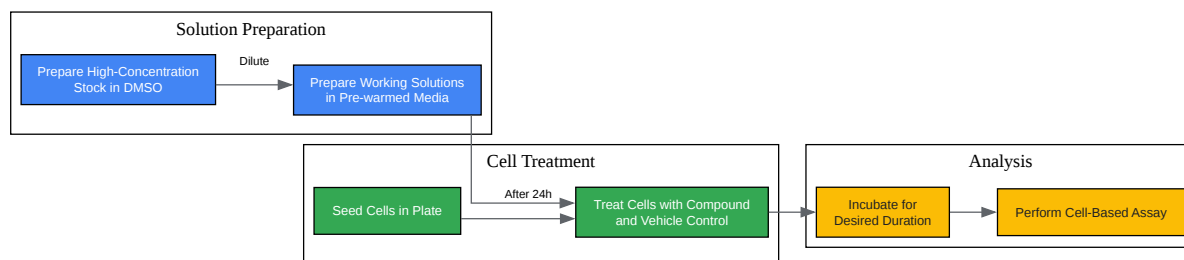 Solution Preparation
Prepare High-Concentration
Stock in DMSO
Dilute
Prepare Working Solutions
in Pre-warmed Media
Cell Treatment
Seed Cells in Plate
After 24h
Treat Cells with Compound
and Vehicle Control
Analysis
Incubate for
Desired Duration
Perform Cell-Based Assay